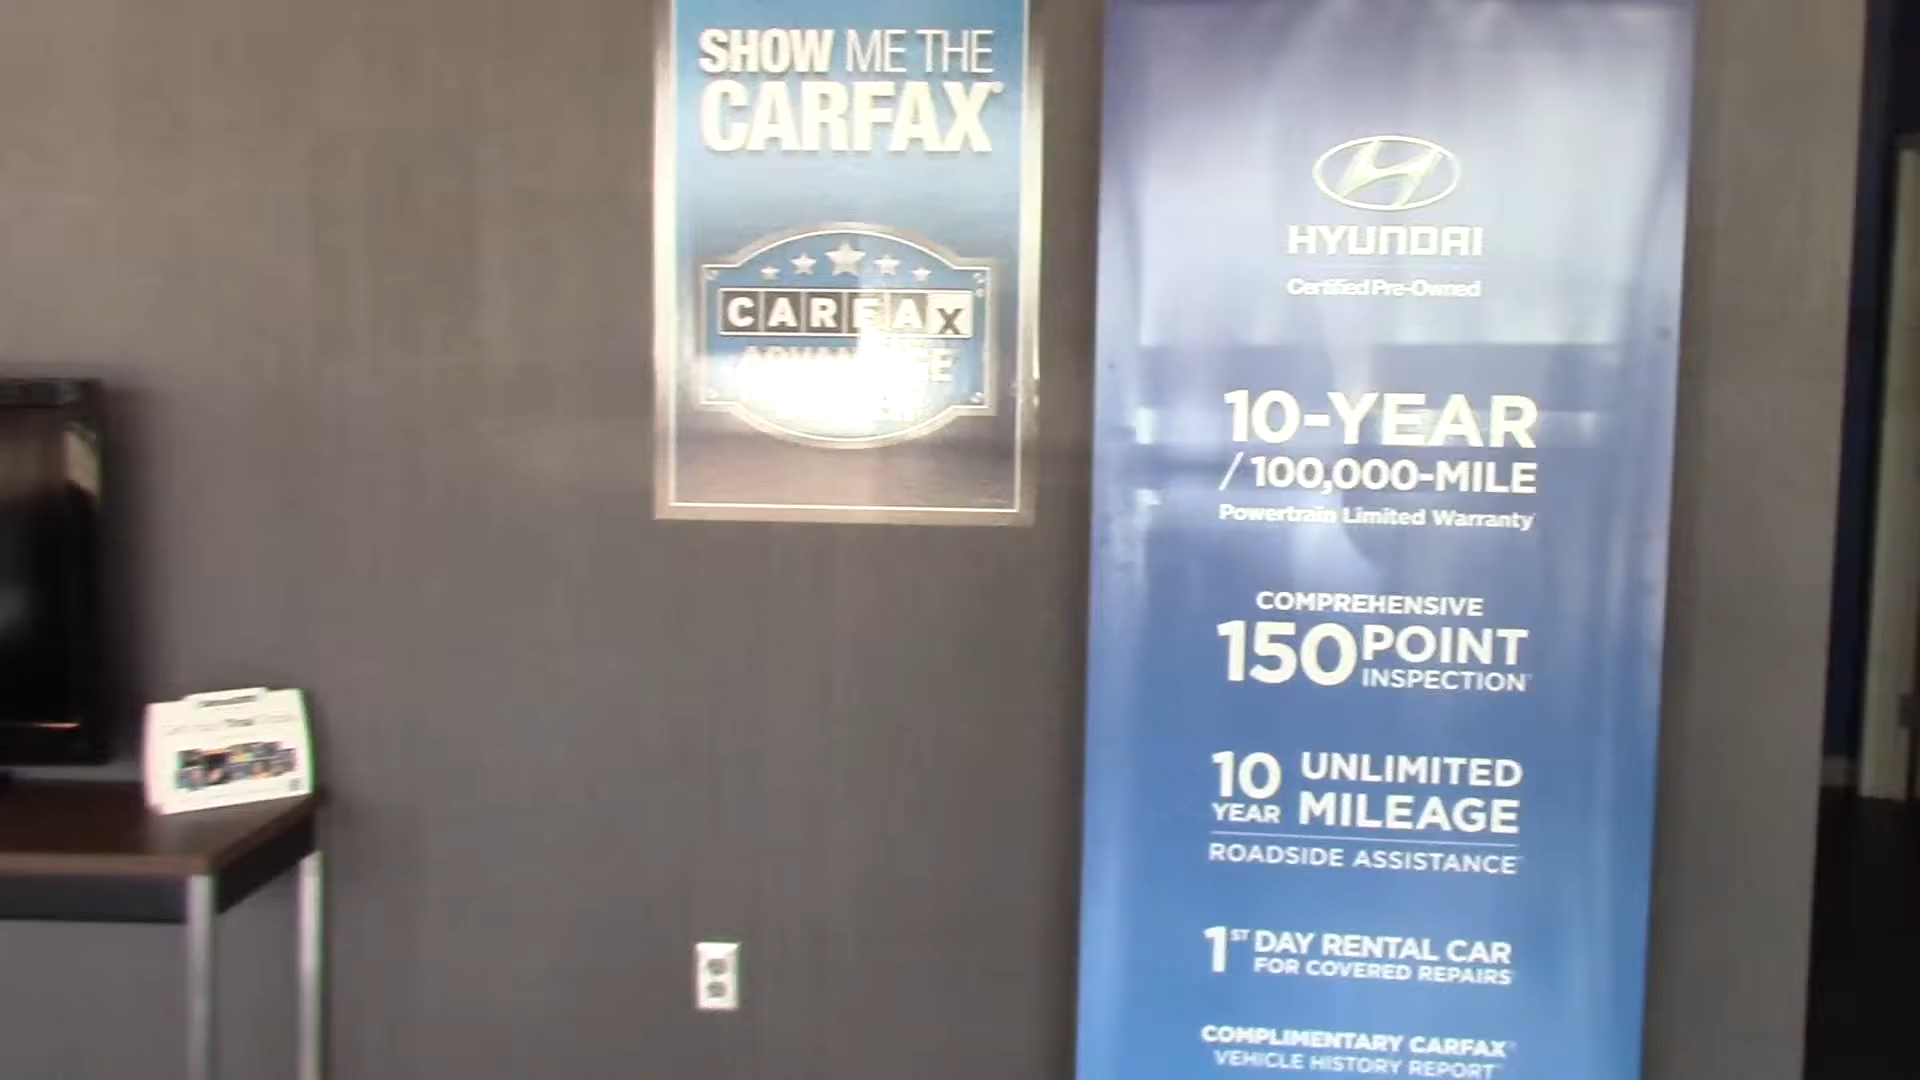 SHOW ME THE
CARFAX®
CARFAX
HYUNDAI
Certified Pre-Owned
10-YEAR
/100,000-MILE
Powertrain Limited Warranty
COMPREHENSIVE
150 POINT
INSPECTION
10 UNLIMITED
YEAR MILEAGE
ROADSIDE ASSISTANCE
1ST DAY RENTAL CAR
FOR COVERED REPAIRS
COMPLIMENTARY CARFAX®
VEHICLE HISTORY REPORT